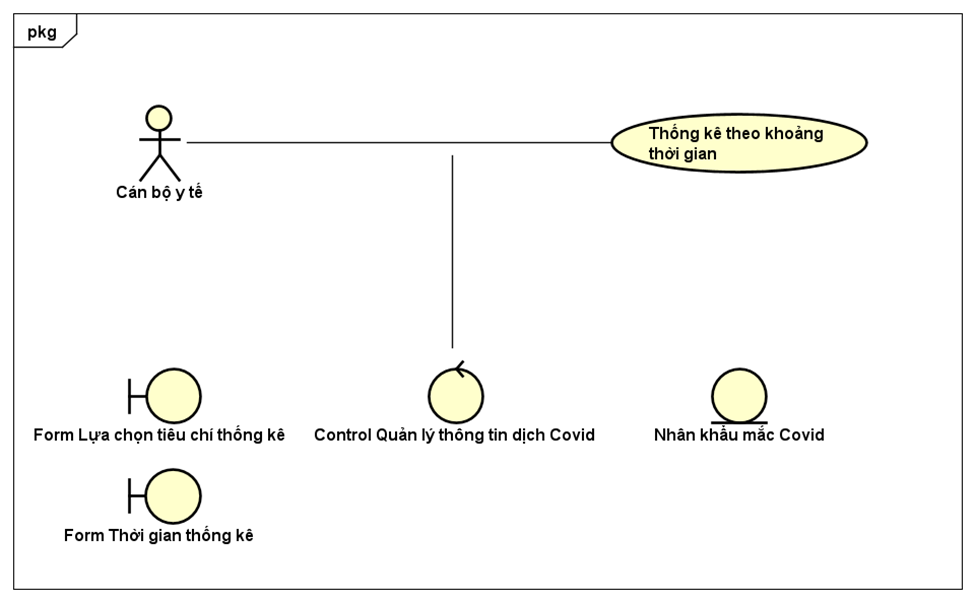 pkg
Thống kê theo khoảng
thời gian
Cán bộ y tế
Form Lựa chọn tiêu chí thống kê
Control Quản lý thông tin dịch Covid
Nhân khẩu mắc Covid
Form Thời gian thống kê